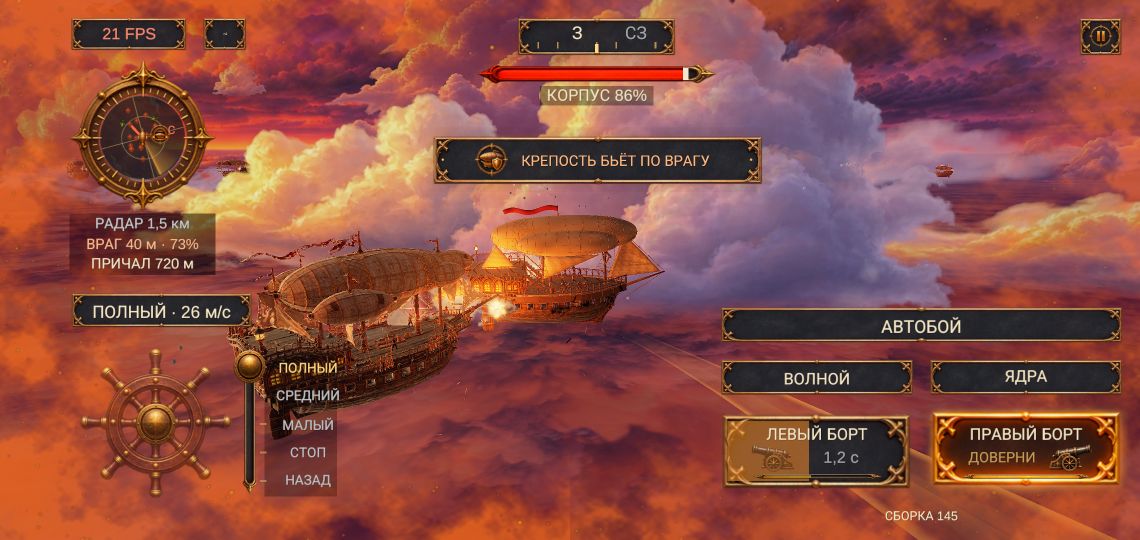 21 FPS
З
СЗ
КОРПУС 86%
С
КРЕПОСТЬ БЬЁТ ПО ВРАГУ
РАДАР 1,5 км
ВРАГ 40 м · 73%
ПРИЧАЛ 720 м
ПОЛНЫЙ · 26 м/с
ПОЛНЫЙ
СРЕДНИЙ
МАЛЫЙ
СТОП
НАЗАД
АВТОБОЙ
ВОЛНОЙ
ЯДРА
ЛЕВЫЙ БОРТ
1,2 с
ПРАВЫЙ БОРТ
ДОВЕРНИ
СБОРКА 145